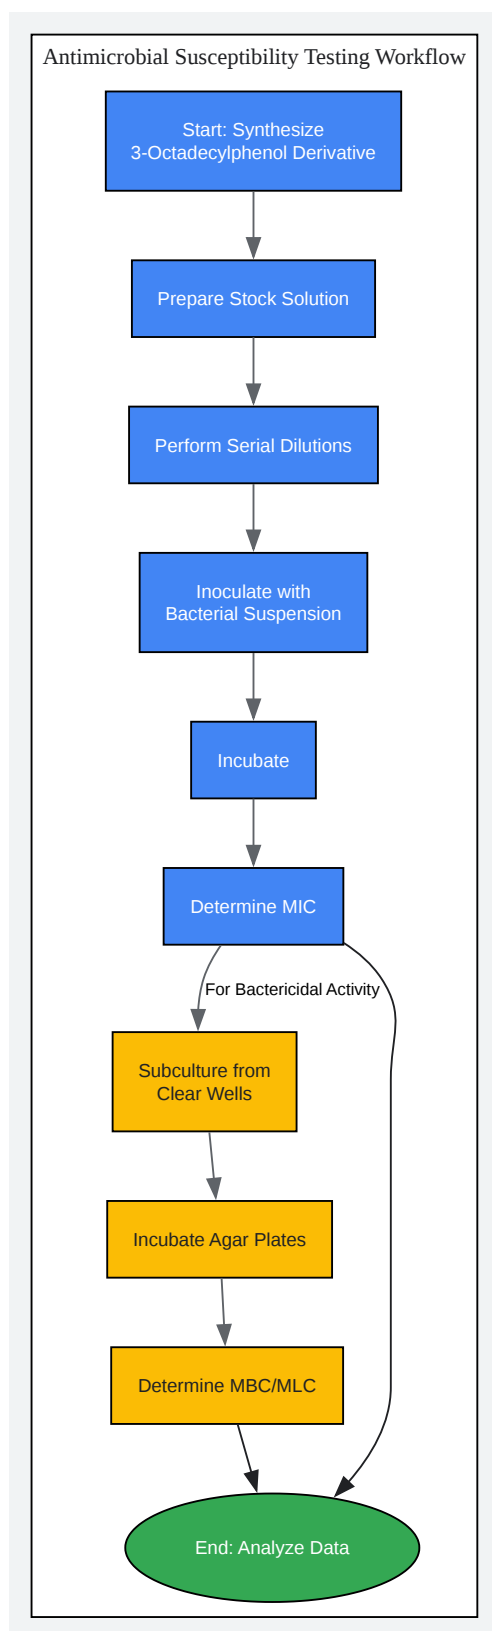 Antimicrobial Susceptibility Testing Workflow
Start: Synthesize
3-Octadecylphenol Derivative
Prepare Stock Solution
Perform Serial Dilutions
Inoculate with
Bacterial Suspension
Incubate
Determine MIC
For Bactericidal Activity
Subculture from
Clear Wells
Incubate Agar Plates
Determine MBC/MLC
End: Analyze Data